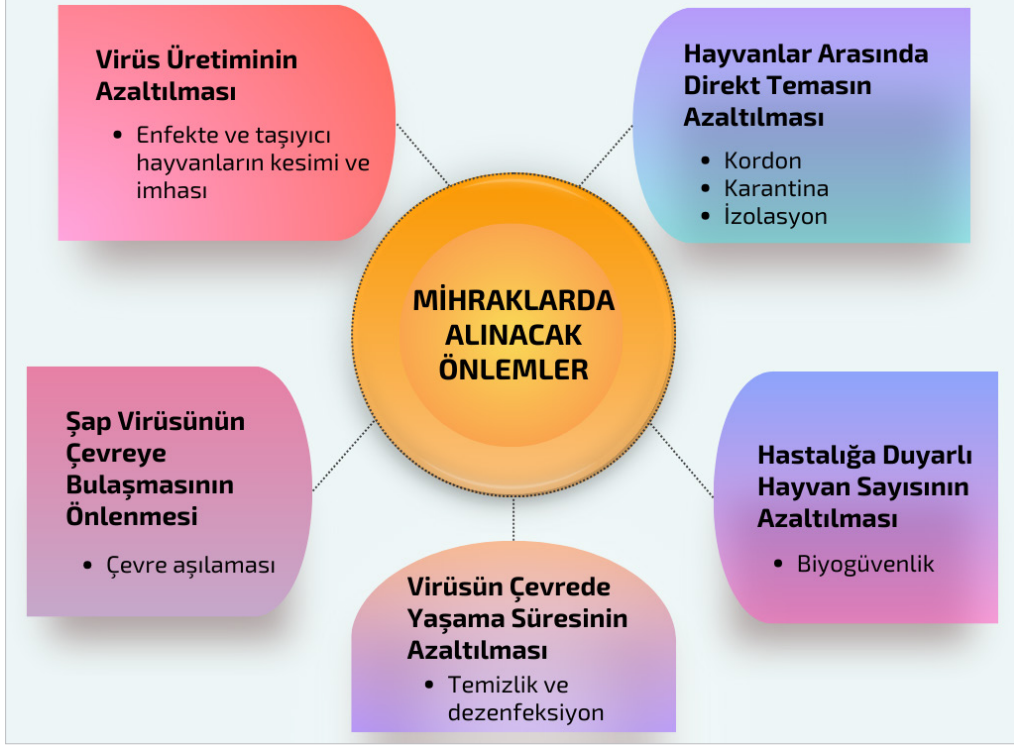 Virüs Üretiminin
Azaltılması
• Enfekte ve taşıyıcı
hayvanların kesimi ve
imhası
Hayvanlar Arasında
Direkt Temasın
Azaltılması
• Kordon
• Karantina
• İzolasyon
MİHRAKLARDA
ALINACAK
ÖNLEMLER
Şap Virüsünün
Çevreye
Bulaşmasının
Önlenmesi
• Çevre aşılaması
Hastalığa Duyarlı
Hayvan Sayısının
Azaltılması
• Biyogüvenlik
Virüsün Çevrede
Yaşama Süresinin
Azaltılması
• Temizlik ve
dezenfeksiyon